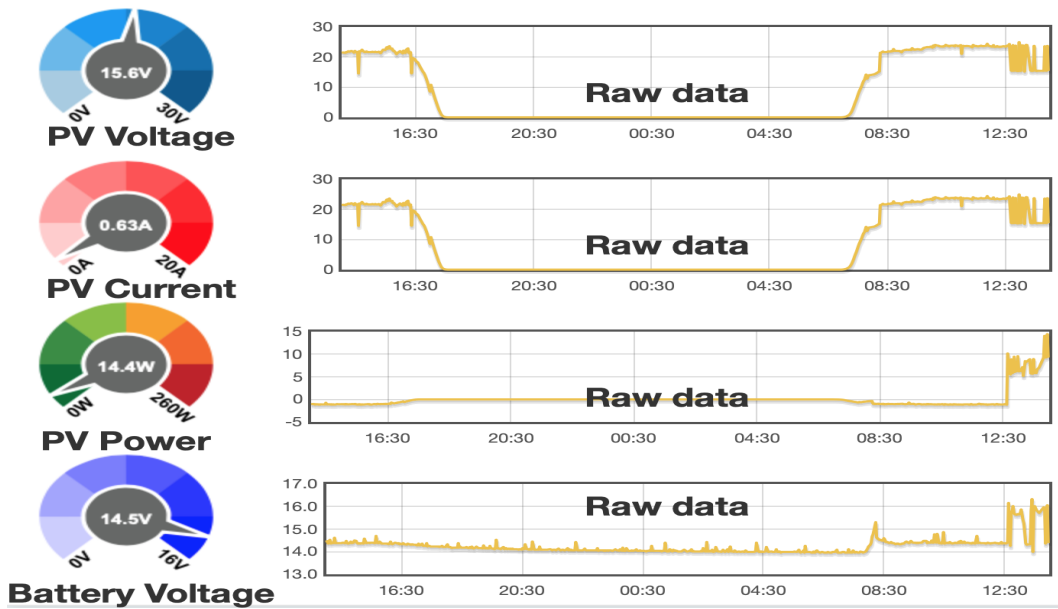 15.6V
0V 30V
PV Voltage
30
20
10
0
Raw data
16:30 20:30 00:30 04:30 08:30 12:30
0.63A
0A 20A
PV Current
30
20
10
0
Raw data
16:30 20:30 00:30 04:30 08:30 12:30
14.4W
0W 260W
PV Power
15
10
5
0
-5
Raw data
16:30 20:30 00:30 04:30 08:30 12:30
14.5V
0V 16V
Battery Voltage
17.0
16.0
15.0
14.0
13.0
Raw data
16:30 20:30 00:30 04:30 08:30 12:30